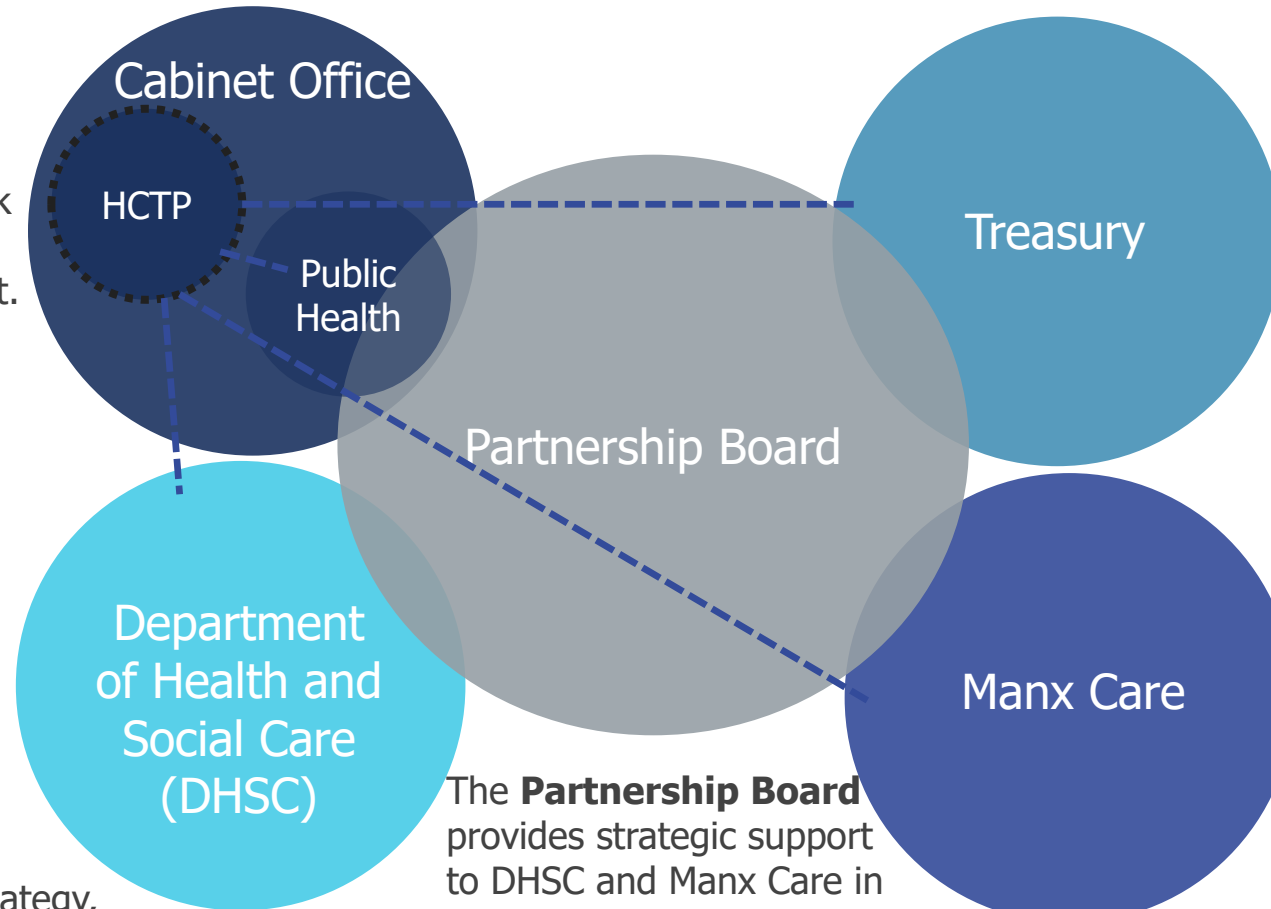 Cabinet Office
HCTP
Public
Health
Treasury
Partnership Board
Department
of Health and
Social Care
(DHSC)
Manx Care
The Partnership Board
provides strategic support
to DHSC and Manx Care in